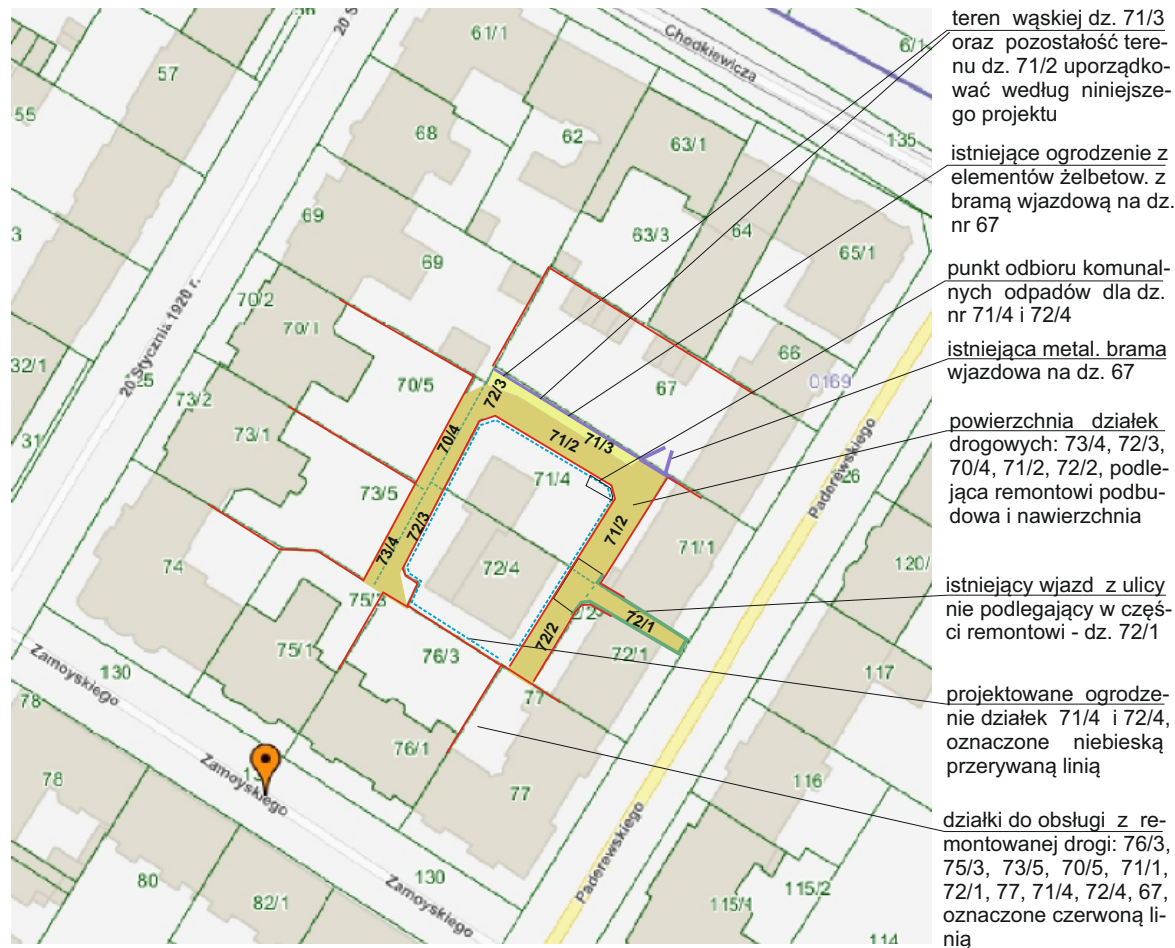 teren wąskiej dz. 71/3
oraz pozostałość tere-
nu dz. 71/2 uporządko-
wać według niniejsze-
go projektu
istniejące ogrodzenie z
elementów żelbetow. z
bramą wjazdową na dz.
nr 67
punkt odbioru komunal-
nych odpadów dla dz.
nr 71/4 i 72/4
istniejąca metal. brama
wjazdowa na dz. 67
powierzchnia działek
drogowych: 73/4, 72/3,
70/4, 71/2, 72/2, podle-
jąca remontowi podbu-
dowa i nawierzchnia
istniejący wjazd z ulicy
nie podlegający w częś-
ci remontowi - dz. 72/1
projektowane ogrodze-
nie działek 71/4 i 72/4,
oznaczone niebieską
przerywaną linią
działki do obsługi z re-
montowanej drogi: 76/3,
75/3, 73/5, 70/5, 71/1,
72/1, 77, 71/4, 72/4, 67,
oznaczone czerwoną li-
nią
20 S
61/1
Chodkiewicza
6/1
57
55
68
62
63/1
135
69
63/3
64
65/1
69
3
70/2
70/1
20 Stycznia 1920 r.
25
32/1
70/5
72/3
67
66
0169
73/2
31
73/1
70/4
71/2
71/3
71/4
73/5
72/3
Paderewskiego
26
71/2
71/1
74
73/4
72/4
120/
75/3
72/1
72/2
72/1
75/1
76/3
117
Zamoyskiego
130
78
77
76/1
78
Zamoyskiego
77
116
Paderewskiego
80
82/1
Zamoyskiego
130
115/4
115/2
114